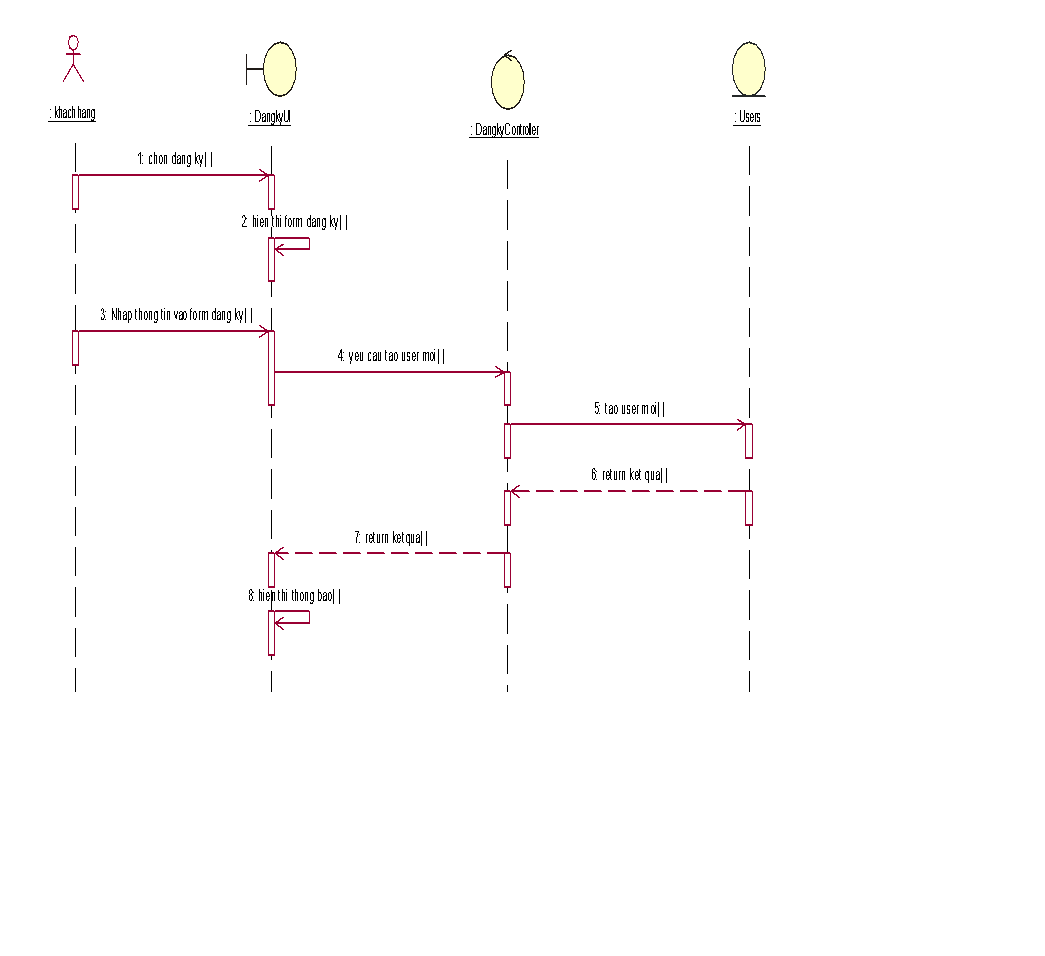 : khachhang
: DangkyUI
: DangkyController
: Users
1: chon dang ky||
2: hien thi form dang ky||
3: Nhap thong tin vao form dang ky||
4: yeu cau tao user moi||
5: tao user moi||
6: return ket qua||
7: return ket qua||
8: hien thi thong bao||